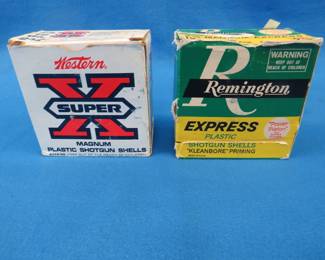 Western
SUPER
X
MAGNUM
PLASTIC SHOTGUN SHELLS
WARNING
KEEP OUT OF
REACH OF CHILDREN
R
Remington
EXPRESS
PLASTIC
SHOTGUN SHELLS
"KLEANBORE" PRIMING